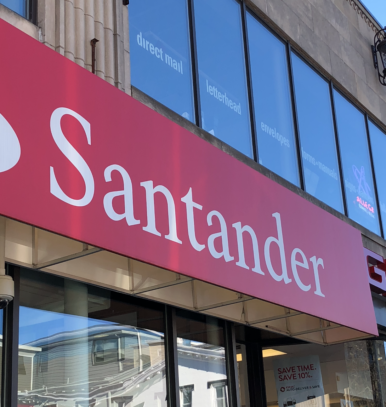 direct mail
letterhead
envelopes
Santander
SAVE TIME.
SAVE 10%.